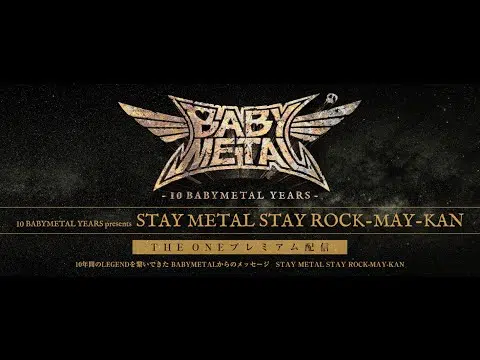 BABY
METAL
- 10 BABYMETAL YEARS -
10 BABYMETAL YEARS presents STAY METAL STAY ROCK-MAY-KAN
THE ONEプレミアム配信
10年間のLEGENDを繋いできた BABYMETALからのメッセージ STAY METAL STAY ROCK-MAY-KAN